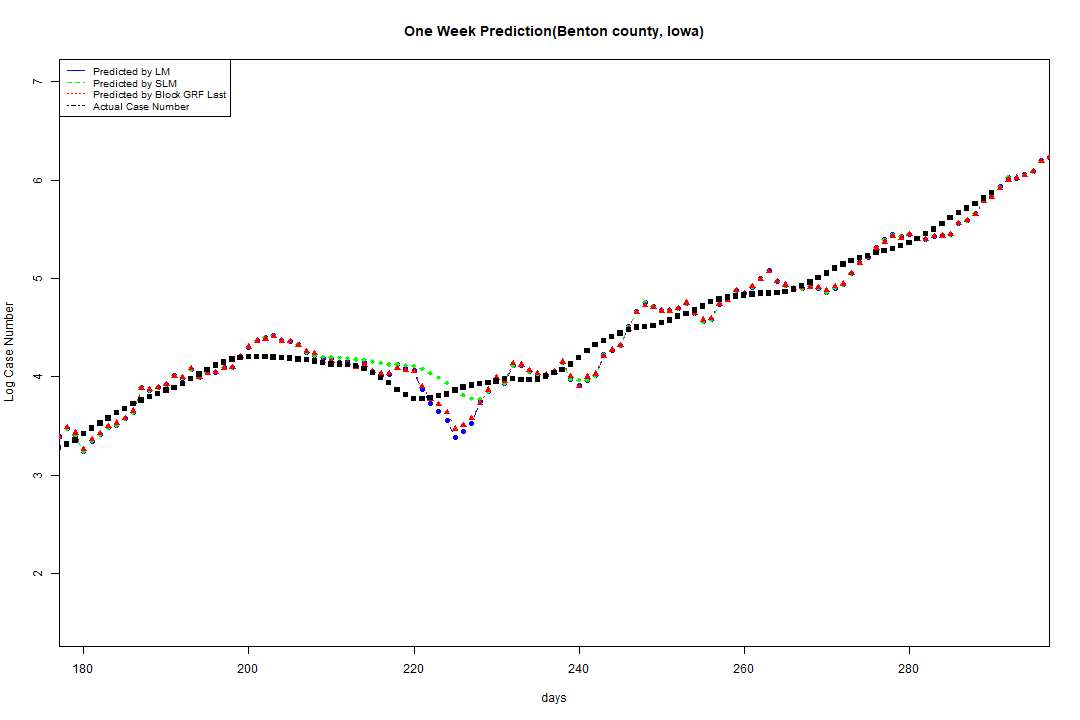 One Week Prediction(Benton county, Iowa)
Predicted by LM
Predicted by SLM
Predicted by Block GRF Last
Actual Case Number
7
6
5
4
3
2
Log Case Number
180 200 220 240 260 280
days